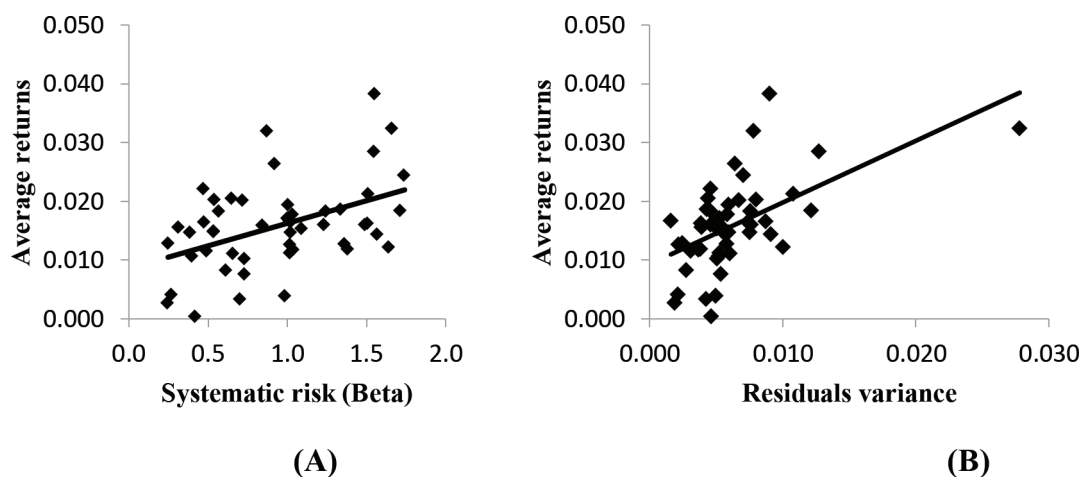 0.050
0.040
0.030
0.020
0.010
0.000
Average returns
0.0 0.5 1.0 1.5 2.0
Systematic risk (Beta)
(A)
0.050
0.040
0.030
0.020
0.010
0.000
Average returns
0.000 0.010 0.020 0.030
Residuals variance
(B)